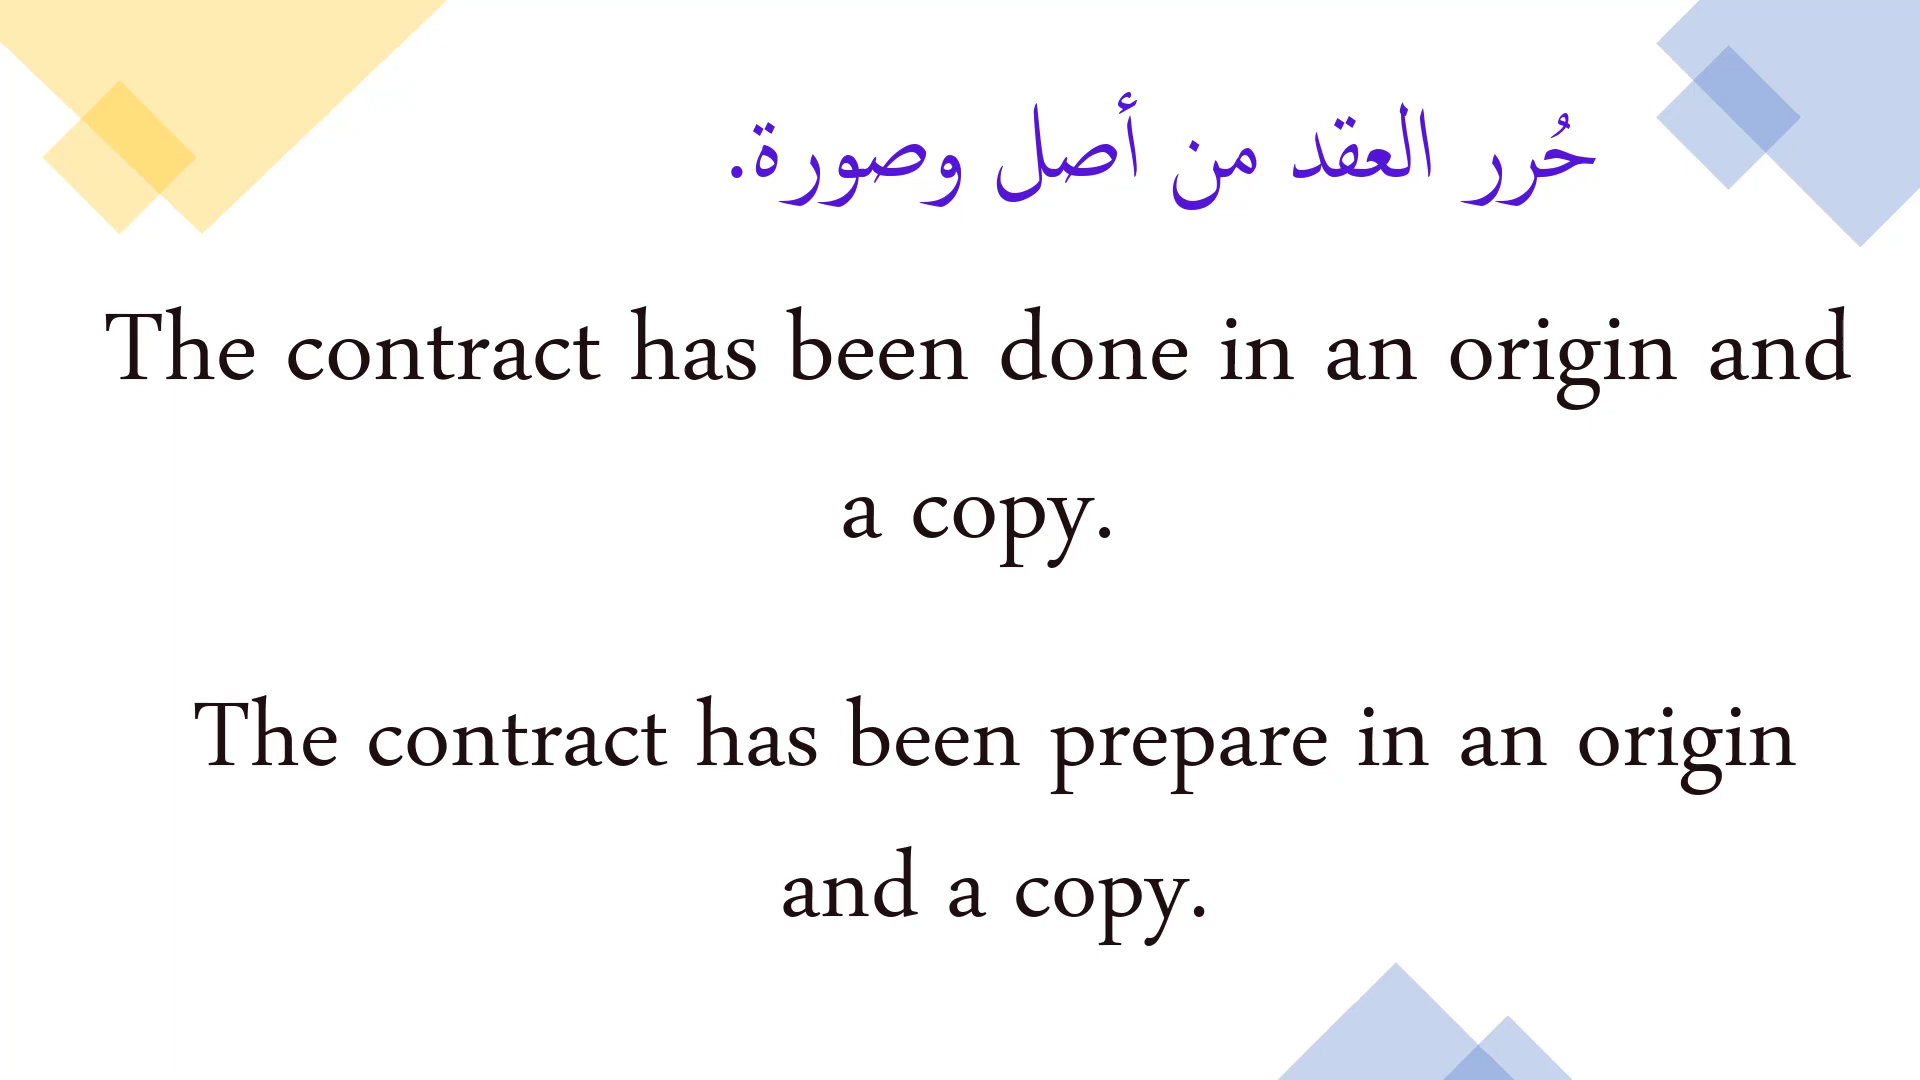 حُرر العقد من أصل وصورة.
The contract has been done in an origin and
a copy.
The contract has been prepare in an origin
and a copy.